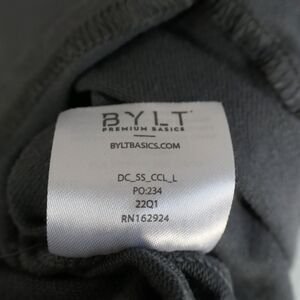 BYLT
PREMIUM BASICS
BYLTBASICS.COM
DC_SS_CCL_L
PO:234
22Q1
RN162924